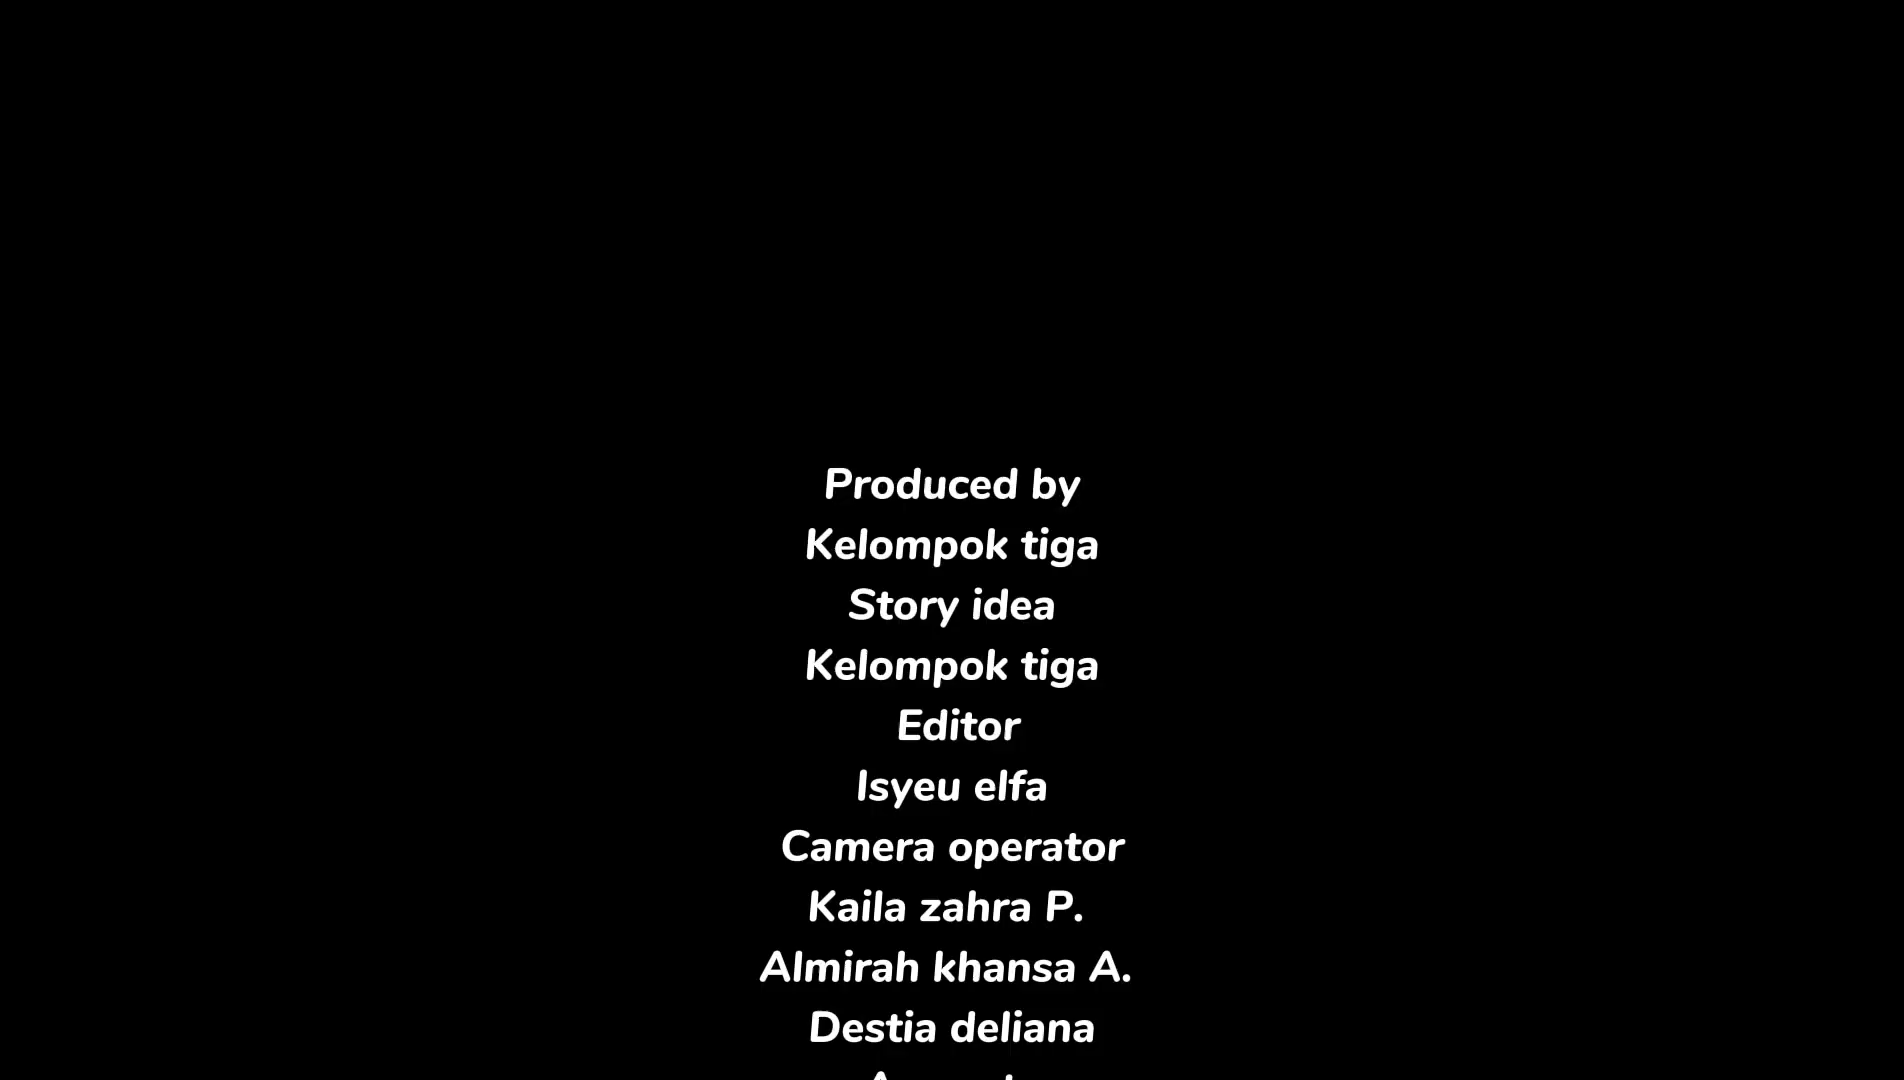 Produced by
Kelompok tiga
Story idea
Kelompok tiga
Editor
Isyeu elfa
Camera operator
Kaila zahra P.
Almirah khansa A.
Destia deliana